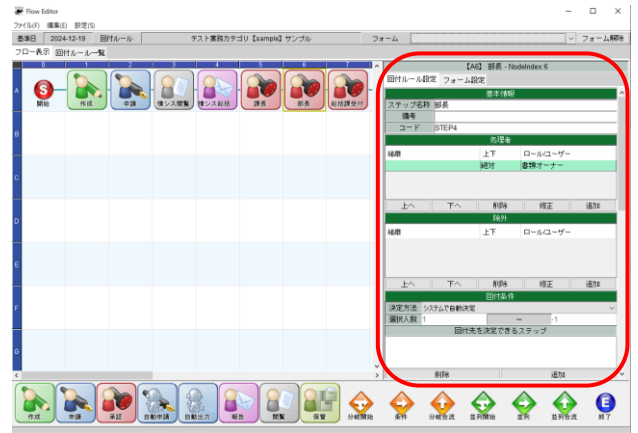 Flow Editor
ファイル(F) 編集(E) 設定(S)
基準日 2024-12-19 回付ルール テスト業務カテゴリ【sample】サンプル フォーム フォーム解除
フロー表示 回付ルール一覧
0 1 2 3 4 5 6 7
【A6】 部長 - NodeIndex:6
回付ルール設定 フォーム設定
基本情報
ステップ名称 部長
備考
コード STEP4
A
S
開始 作成 申請 情シス閲覧 情シス総括 課長 部長 総括課受付
処理者
組織 上下 ロール<ユーザー
絶対 書類オーナー
上へ 下へ 削除 修正 追加
除外
組織 上下 ロール<ユーザー
上へ 下へ 削除 修正 追加
回付条件
決定方法 システムで自動決定
選択人数 1 ~ -1
回付先を決定できるステップ
削除 追加
B
C
D
E
F
G
作成 申請 承認 自動申請 自動出力 報告 閲覧 保管 分岐開始 条件 分岐合流 並列開始 並列 並列合流 終了
E